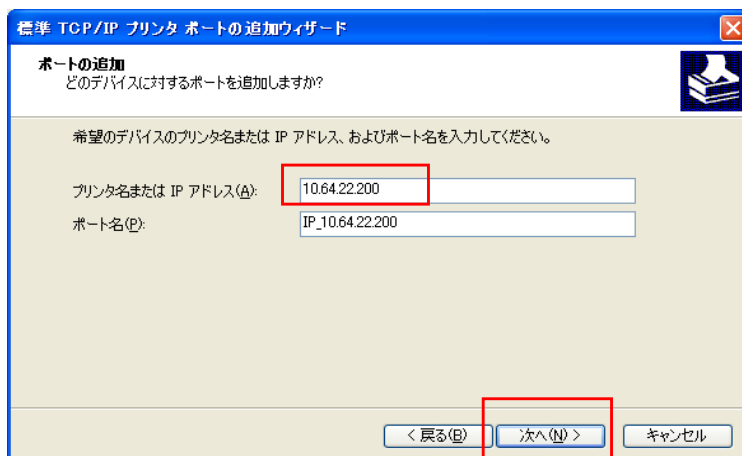 標準 TCP/IP プリンタ ポートの追加ウィザード
ポートの追加
どのデバイスに対するポートを追加しますか?
希望のデバイスのプリンタ名または IP アドレス、およびポート名を入力してください。
プリンタ名または IP アドレス(A): 10.64.22.200
ポート名(P): IP_10.64.22.200
< 戻る(B) 次へ(N) > キャンセル